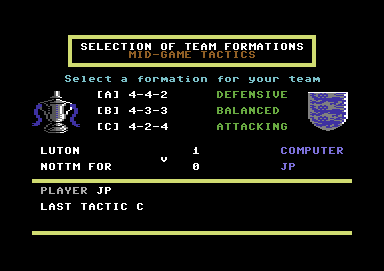 SELECTION OF TEAM FORMATIONS
MID-GAME TACTICS
Select a formation for your team
[A] 4-4-2 DEFENSIVE
[B] 4-3-3 BALANCED
[C] 4-2-4 ATTACKING
LUTON 1 COMPUTER
v
NOTTM FOR 0 JP
PLAYER JP
LAST TACTIC C